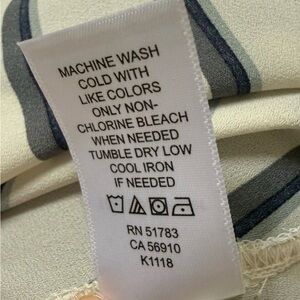 MACHINE WASH
COLD WITH
LIKE COLORS
ONLY NON-
CHLORINE BLEACH
WHEN NEEDED
TUMBLE DRY LOW
COOL IRON
IF NEEDED
RN 51783
CA 56910
K1118